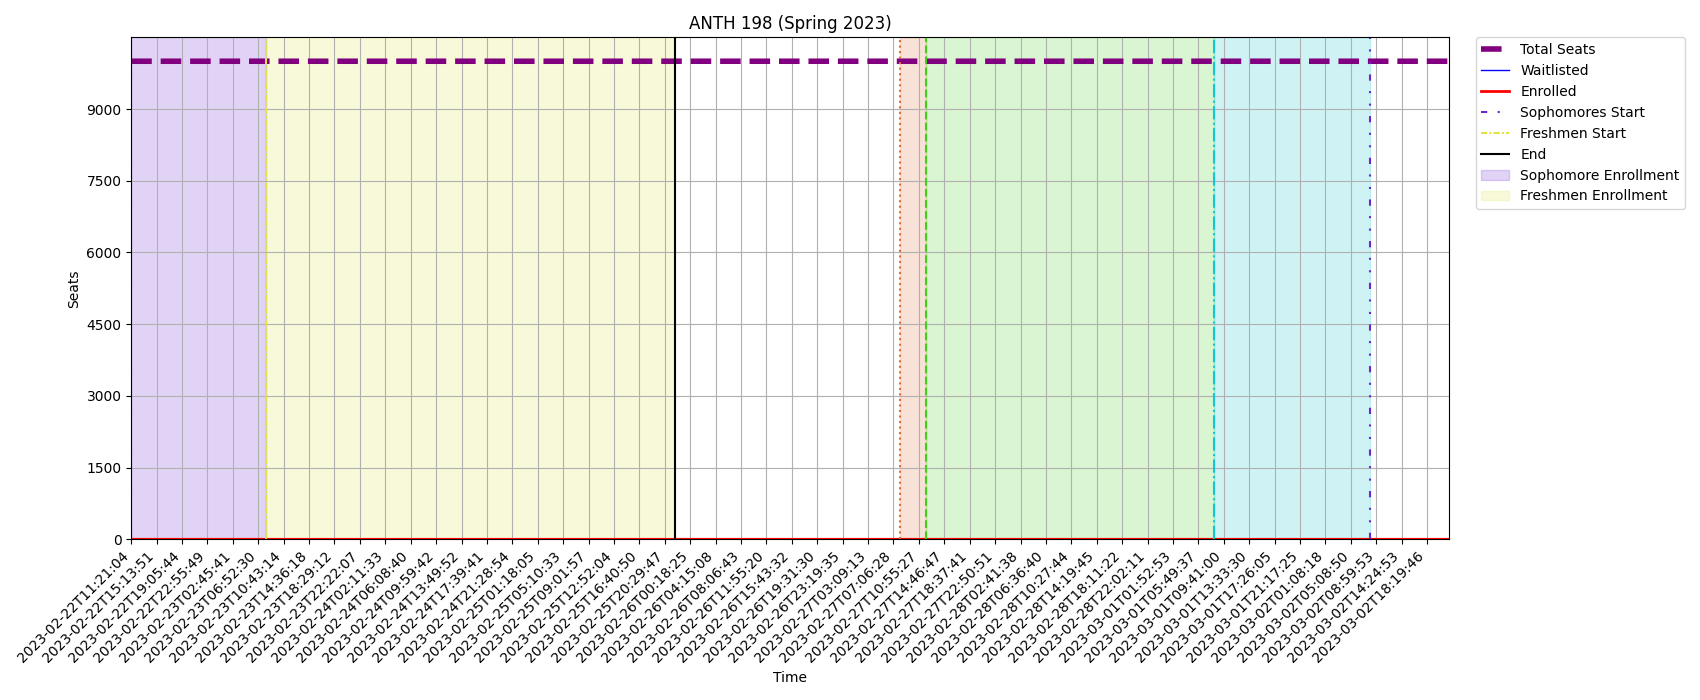 ANTH 198 (Spring 2023)
Total Seats
Waitlisted
Enrolled
Sophomores Start
Freshmen Start
End
Sophomore Enrollment
Freshmen Enrollment
9000
7500
6000
4500
3000
1500
0
Seats
2023-02-22T11:21:04
2023-02-22T15:13:51
2023-02-22T19:05:44
2023-02-22T22:55:49
2023-02-23T02:45:41
2023-02-23T06:52:30
2023-02-23T10:43:14
2023-02-23T14:36:18
2023-02-23T18:29:12
2023-02-23T22:22:07
2023-02-24T02:11:33
2023-02-24T06:08:40
2023-02-24T09:59:42
2023-02-24T13:49:52
2023-02-24T17:39:41
2023-02-24T21:28:54
2023-02-25T01:18:05
2023-02-25T05:10:33
2023-02-25T09:01:57
2023-02-25T12:52:04
2023-02-25T16:40:50
2023-02-25T20:29:47
2023-02-26T00:18:25
2023-02-26T04:15:08
2023-02-26T08:06:43
2023-02-26T11:55:20
2023-02-26T15:43:32
2023-02-26T19:31:30
2023-02-26T23:19:35
2023-02-27T03:09:13
2023-02-27T07:06:28
2023-02-27T10:55:27
2023-02-27T14:46:47
2023-02-27T18:37:41
2023-02-27T22:50:51
2023-02-28T02:41:38
2023-02-28T06:36:40
2023-02-28T10:27:44
2023-02-28T14:19:45
2023-02-28T18:11:22
2023-02-28T22:02:11
2023-03-01T01:52:53
2023-03-01T05:49:37
2023-03-01T09:41:00
2023-03-01T13:33:30
2023-03-01T17:26:05
2023-03-01T21:17:25
2023-03-02T01:08:18
2023-03-02T05:08:50
2023-03-02T08:59:53
2023-03-02T14:24:53
2023-03-02T18:19:46
Time